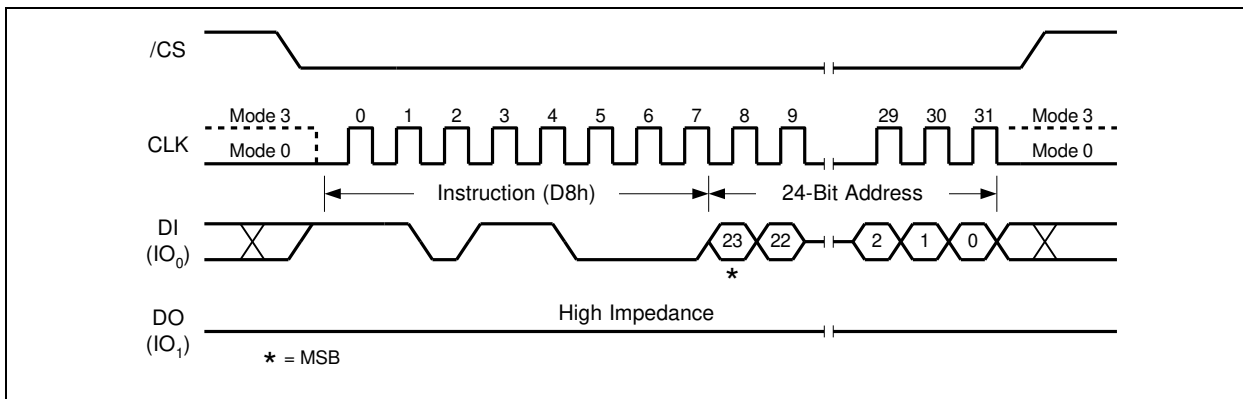 /CS
Mode 3 0 1 2 3 4 5 6 7 8 9 29 30 31 Mode 3
CLK
Mode 0 Mode 0
Instruction (D8h) 24-Bit Address
DI
(IO0) 23 22 2 1 0
*
High Impedance
DO
(IO1)
* = MSB